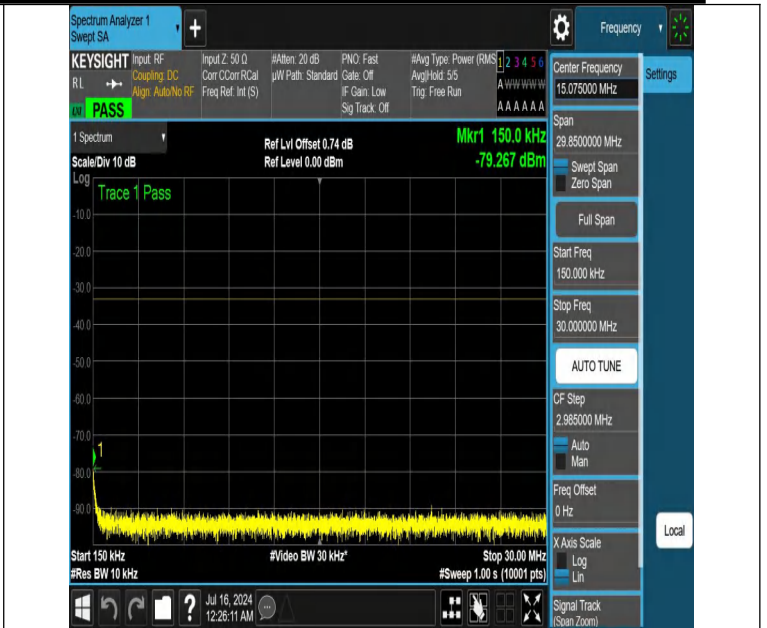 Spectrum Analyzer 1
Swept SA
+
Frequency
KEYSIGHT
RL
PASS
Input: RF
Coupling: DC
Align: Auto/No RF
Input Z: 50 Ω
Corr CCorr RCal
Freq Ref: Int (S)
#Atten: 20 dB
µW Path: Standard
PNO: Fast
Gate: Off
IF Gain: Low
Sig Track: Off
#Avg Type: Power (RMS
Avg|Hold: 5/5
Trig: Free Run
1 2 3 4 5 6
A W W W W W
A A A A A A
Center Frequency
15.075000 MHz
Settings
Span
29.8500000 MHz
Swept Span
Zero Span
Full Span
Start Freq
150.000 kHz
Stop Freq
30.000000 MHz
AUTO TUNE
CF Step
2.985000 MHz
Auto
Man
Freq Offset
0 Hz
X Axis Scale
Log
Lin
Signal Track
(Span Zoom)
Local
1 Spectrum
Scale/Div 10 dB
Ref Lvl Offset 0.74 dB
Ref Level 0.00 dBm
Mkr1 150.0 kHz
-79.267 dBm
Log
Trace 1 Pass
-10.0
-20.0
-30.0
-40.0
-50.0
-60.0
-70.0
1
-80.0
-90.0
Start 150 kHz
#Video BW 30 kHz*
Stop 30.00 MHz
#Res BW 10 kHz
#Sweep 1.00 s (10001 pts)
?
Jul 16, 2024
12:26:11 AM